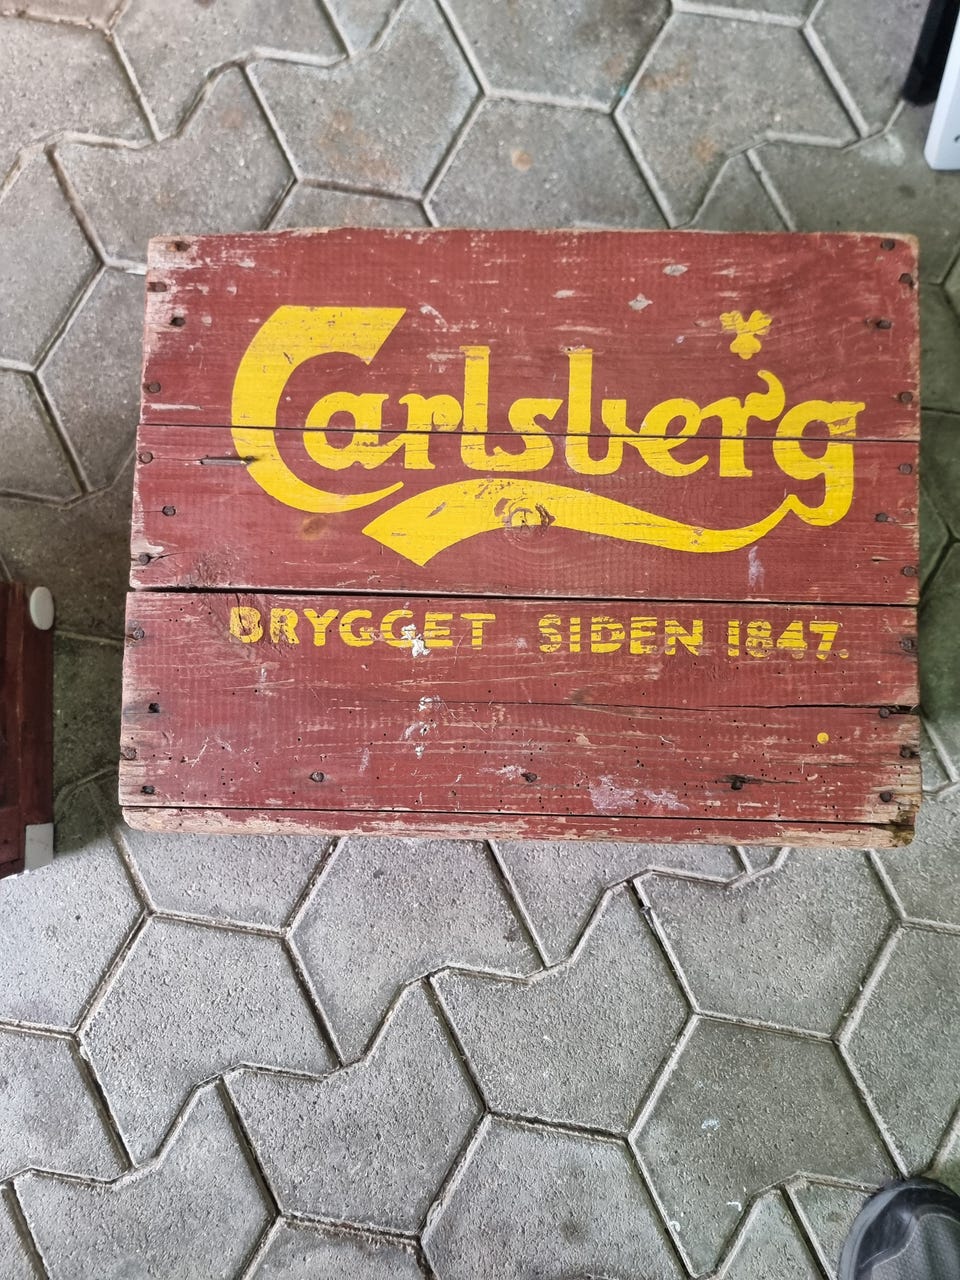 Carlsberg
BRYGGET SIDEN 1847.